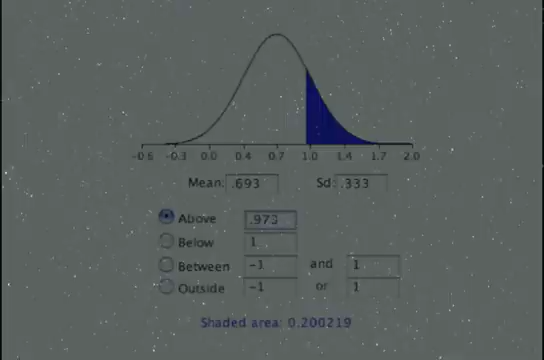 -0.6 -0.3 0.0 0.4 0.7 1.0 1.4 1.7 2.0
Mean: .693 Sd: .333
Above .973
Below 1
Between -1 and 1
Outside -1 or 1
Shaded area: 0.200219